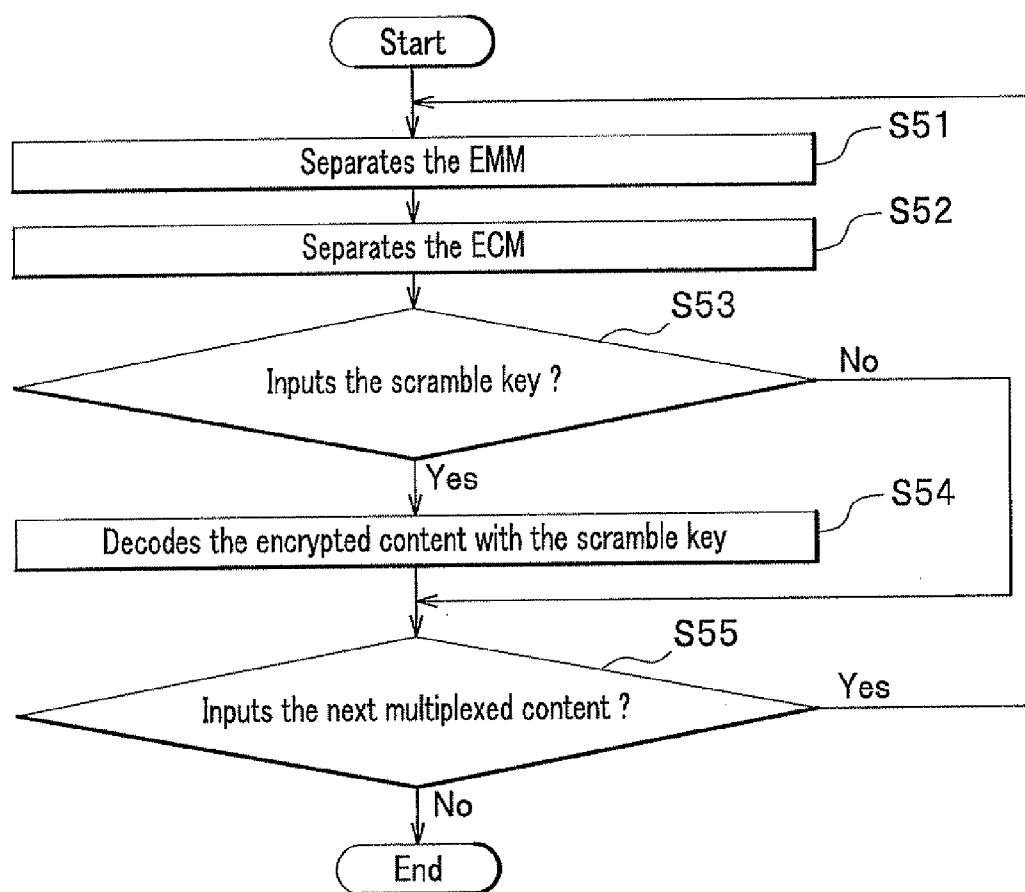 Start
S51
Separates the EMM
S52
Separates the ECM
S53
Inputs the scramble key ?
No
Yes
S54
Decodes the encrypted content with the scramble key
S55
Inputs the next multiplexed content ?
Yes
No
End